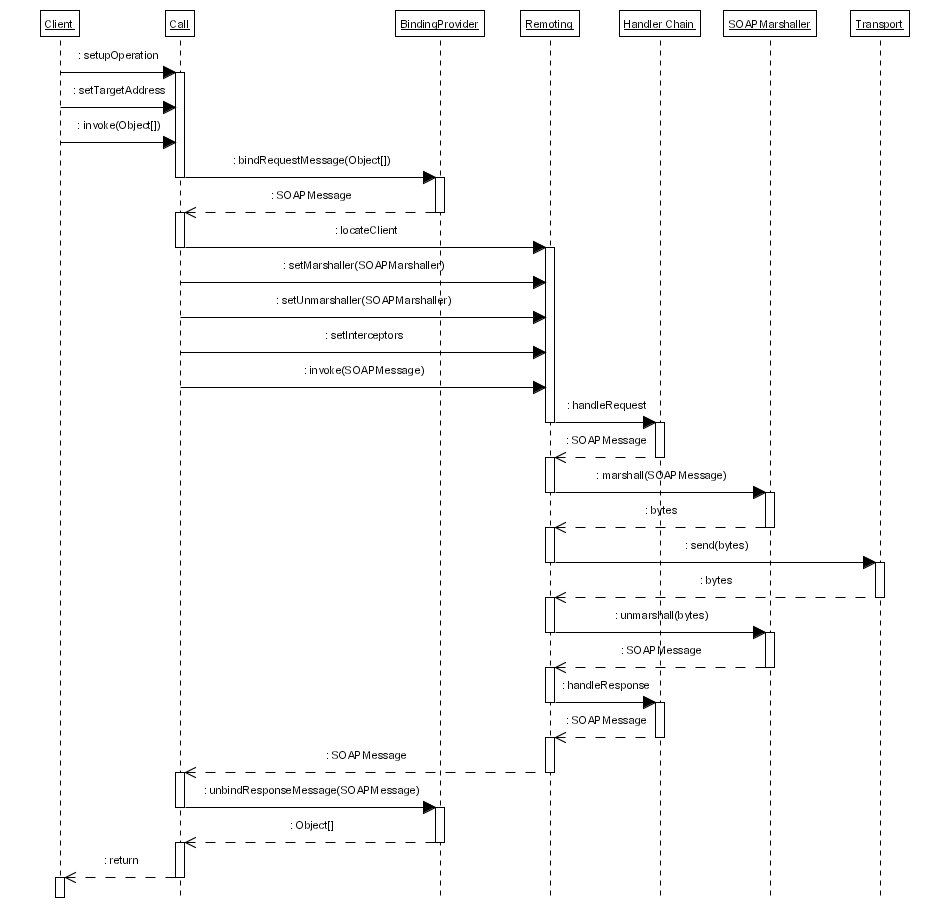 Client Call BindingProvider Remoting Handler Chain SOAPMarshaller Transport
: setupOperation
: setTargetAddress
: invoke(Object[])
: bindRequestMessage(Object[])
: SOAPMessage
: locateClient
: setMarshaller(SOAPMarshaller)
: setUnmarshaller(SOAPMarshaller)
: setInterceptors
: invoke(SOAPMessage)
: handleRequest
: SOAPMessage
: marshall(SOAPMessage)
: bytes
: send(bytes)
: bytes
: unmarshall(bytes)
: SOAPMessage
: handleResponse
: SOAPMessage
: SOAPMessage
: unbindResponseMessage(SOAPMessage)
: Object[]
: return